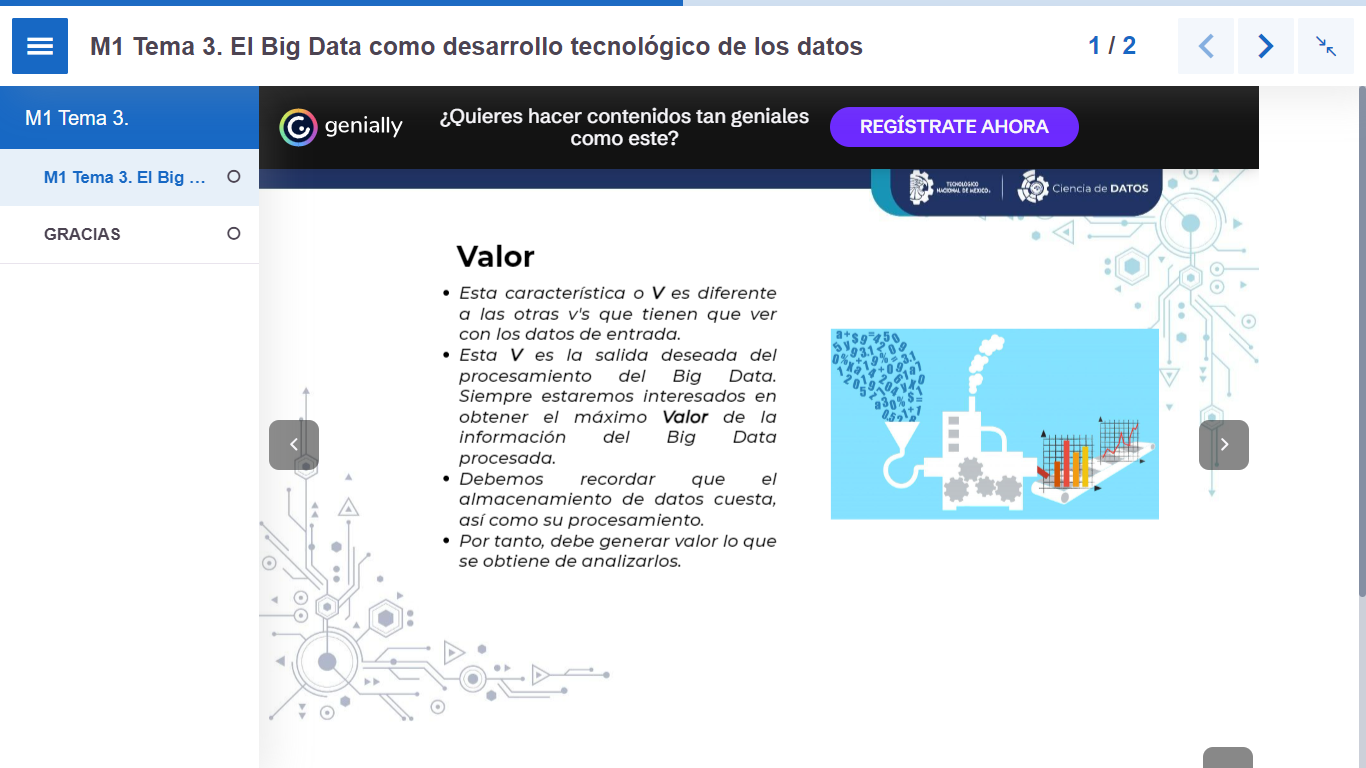 M1 Tema 3. El Big Data como desarrollo tecnológico de los datos
1 / 2
M1 Tema 3.
M1 Tema 3. El Big ...
GRACIAS
genially
¿Quieres hacer contenidos tan geniales
como este?
REGÍSTRATE AHORA
TECNOLÓGICO
NACIONAL DE MÉXICO
Ciencia de DATOS
Valor
• Esta característica o V es diferente
a las otras v's que tienen que ver
con los datos de entrada.
• Esta V es la salida deseada del
procesamiento del Big Data.
Siempre estaremos interesados en
obtener el máximo Valor de la
información del Big Data
procesada.
• Debemos recordar que el
almacenamiento de datos cuesta,
así como su procesamiento.
• Por tanto, debe generar valor lo que
se obtiene de analizarlos.